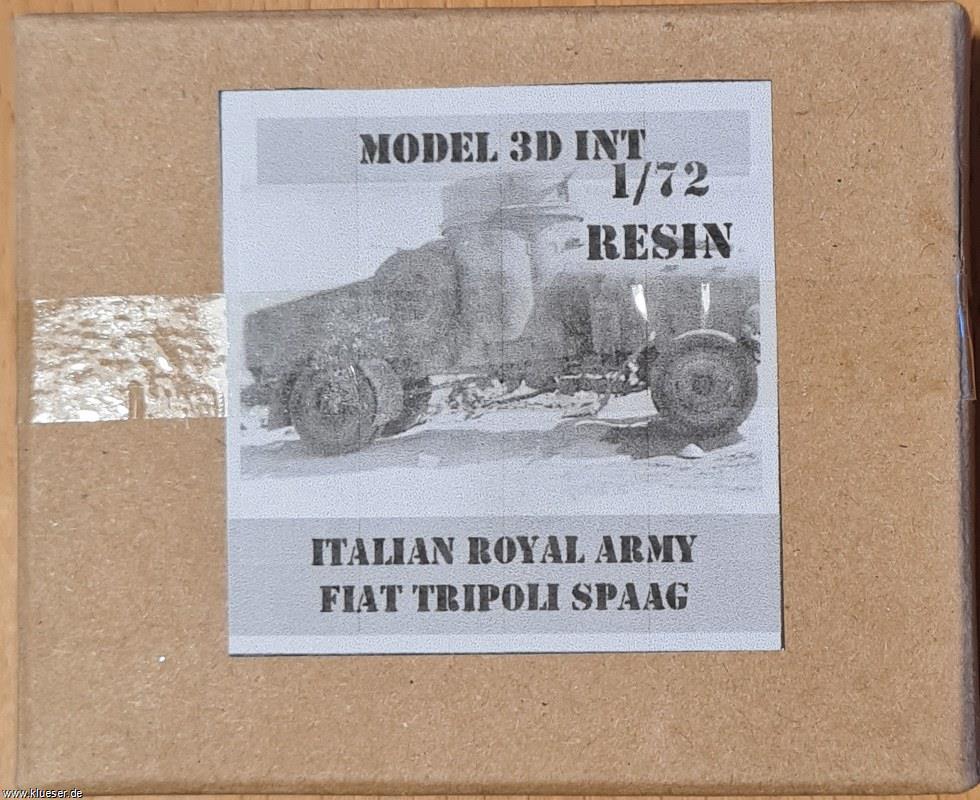 MODEL 3D INT
1/72
RESIN
ITALIAN ROYAL ARMY
FIAT TRIPOLI SPAAG
www.klueser.de